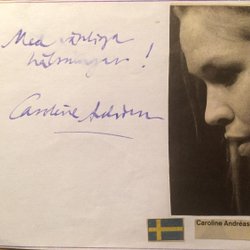 Med vänliga
hälsningar !
Caroline
Caroline Andreas